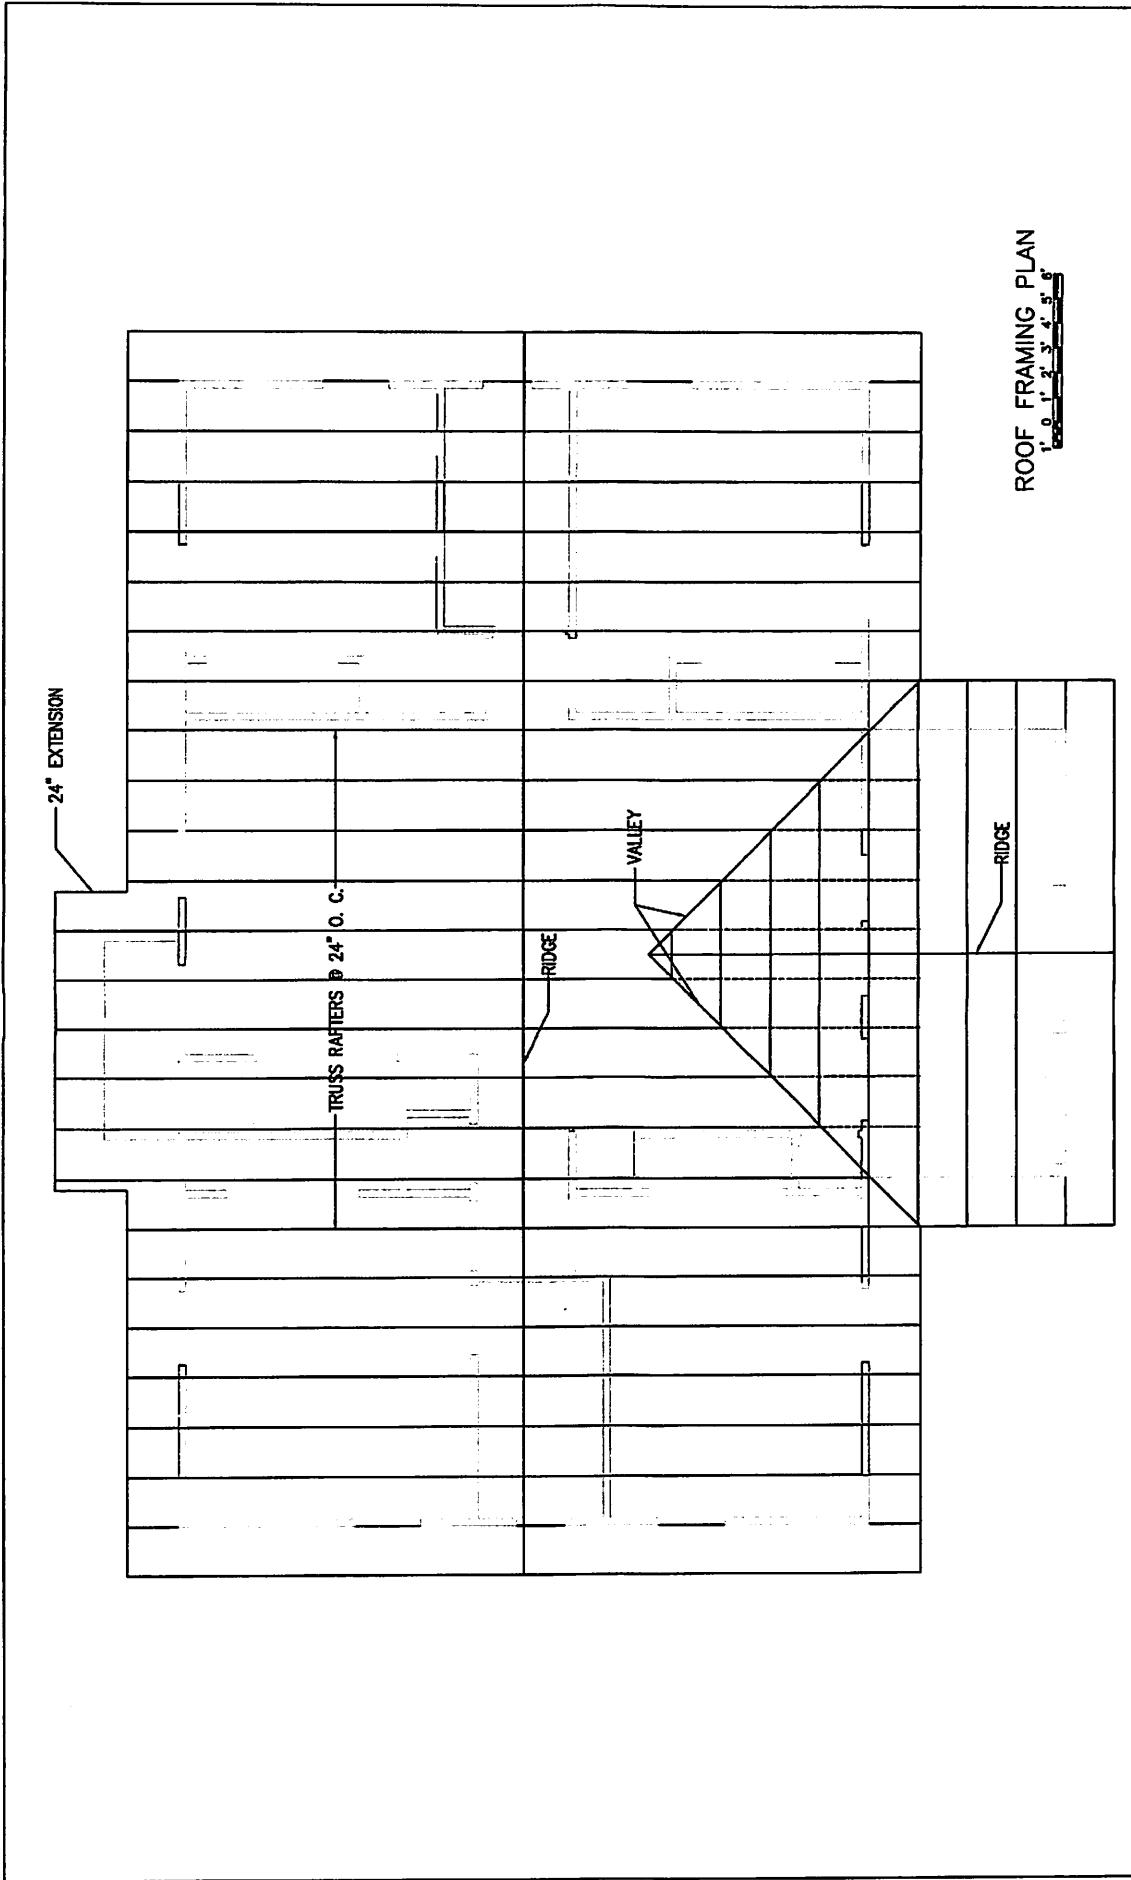 24" EXTENSION
TRUSS RAFTERS @ 24" O. C.
RIDGE
VALLEY
RIDGE
ROOF FRAMING PLAN
1' 0 1' 2' 3' 4' 5' 6'